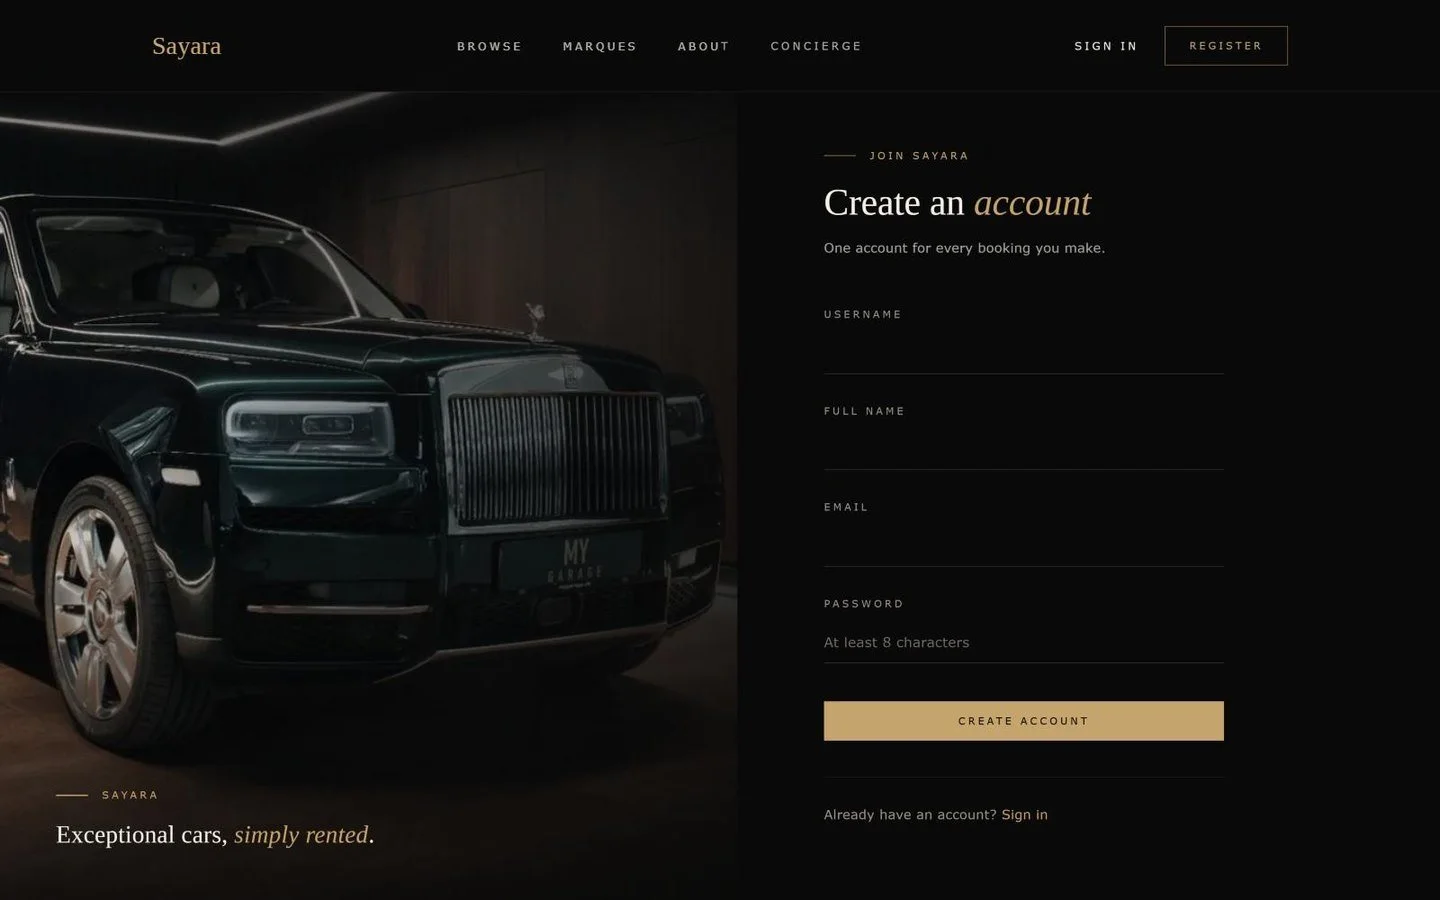 Sayara
BROWSE
MARQUES
ABOUT
CONCIERGE
SIGN IN
REGISTER
JOIN SAYARA
Create an account
One account for every booking you make.
USERNAME
FULL NAME
EMAIL
PASSWORD
At least 8 characters
CREATE ACCOUNT
Already have an account? Sign in
MY
GARAGE
SAYARA
Exceptional cars, simply rented.